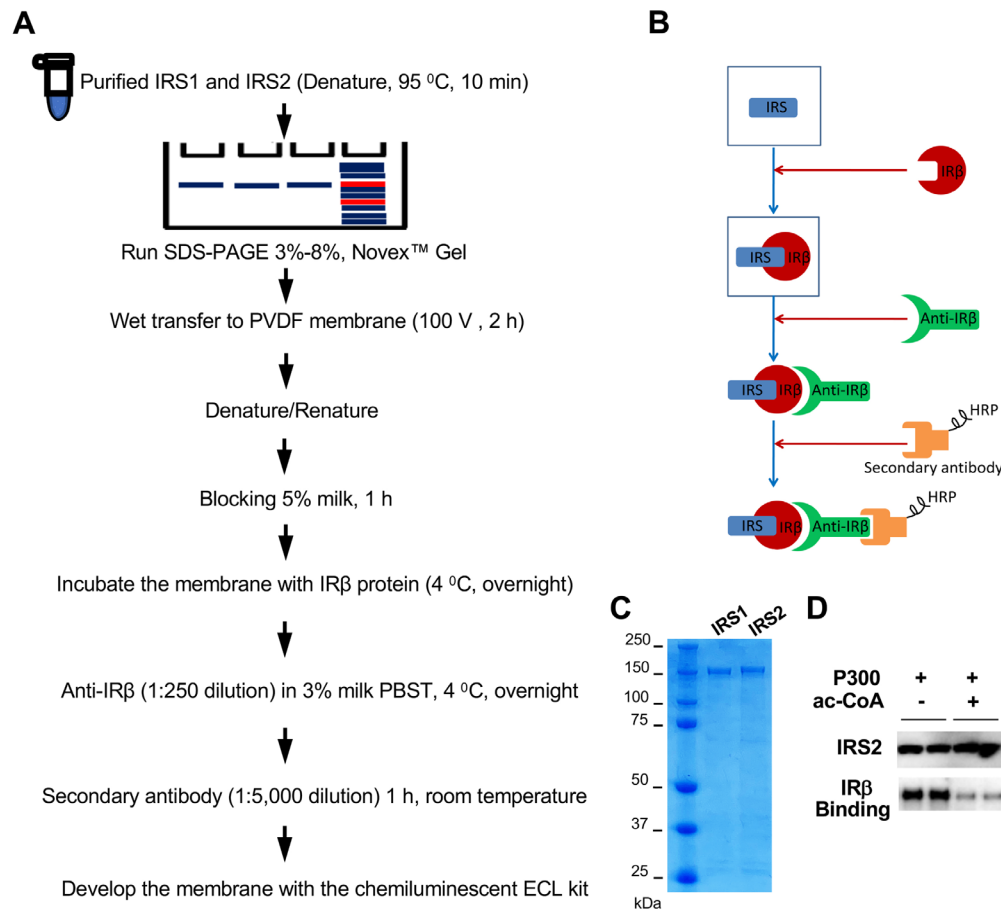 A
Purified IRS1 and IRS2 (Denature, 95 ⁰C, 10 min)
Run SDS-PAGE 3%-8%, Novex™ Gel
Wet transfer to PVDF membrane (100 V , 2 h)
Denature/Renature
Blocking 5% milk, 1 h
Incubate the membrane with IRβ protein (4 ⁰C, overnight)
Anti-IRβ (1:250 dilution) in 3% milk PBST, 4 ⁰C, overnight
Secondary antibody (1:5,000 dilution) 1 h, room temperature
Develop the membrane with the chemiluminescent ECL kit
B
IRS
IRβ
IRS IRβ
Anti-IRβ
IRS IRβ Anti-IRβ
HRP
Secondary antibody
HRP
IRS IRβ Anti-IRβ
C
IRS1 IRS2
250
150
100
75
50
37
25
kDa
D
P300 + +
ac-CoA - +
IRS2
IRβ
Binding